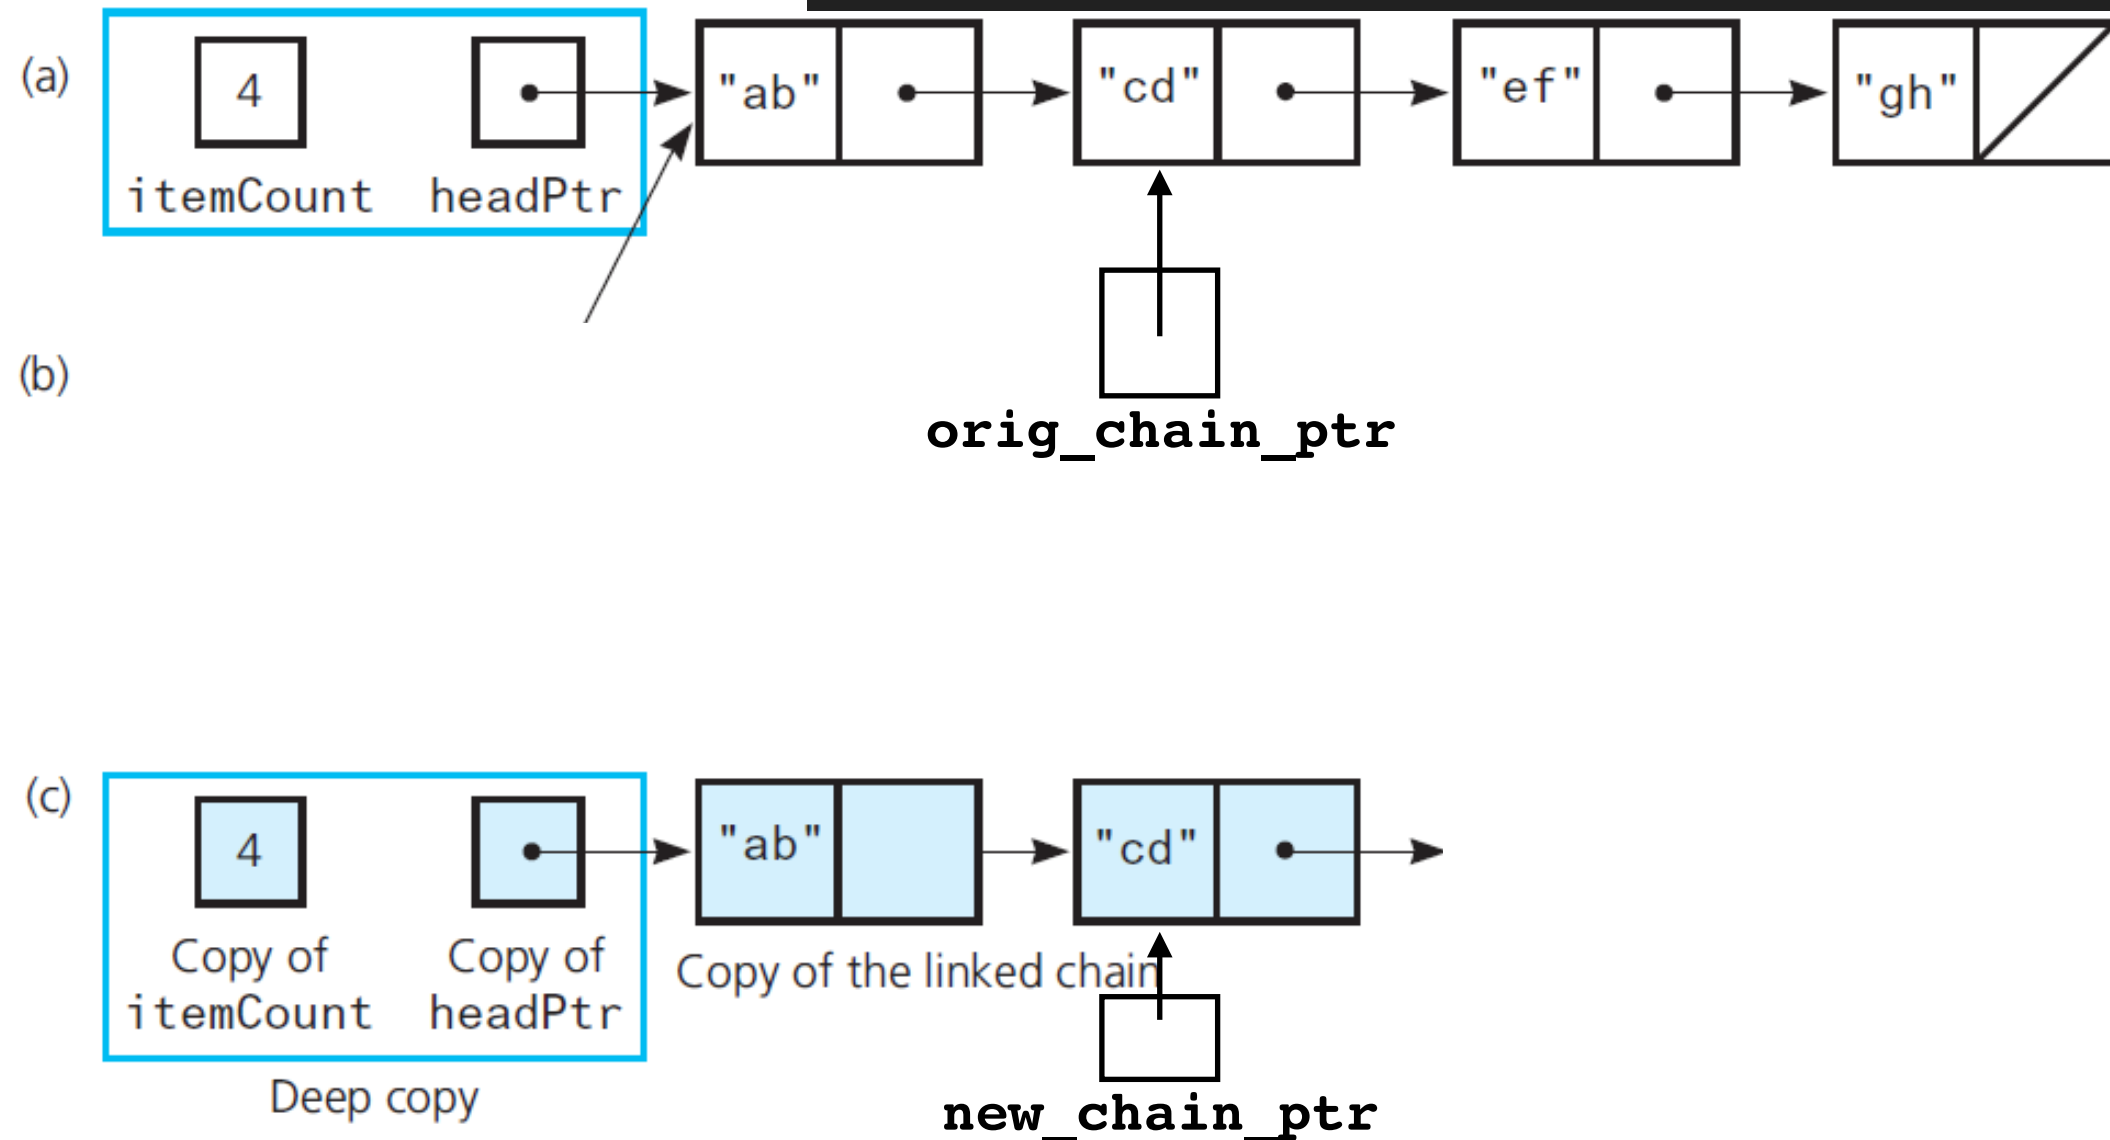 (a)
4
"ab"
"cd"
"ef"
"gh"
itemCount
headPtr
(b)
orig_chain_ptr
(c)
4
"ab"
"cd"
Copy of
itemCount
Copy of
headPtr
Copy of the linked chain
Deep copy
new_chain_ptr